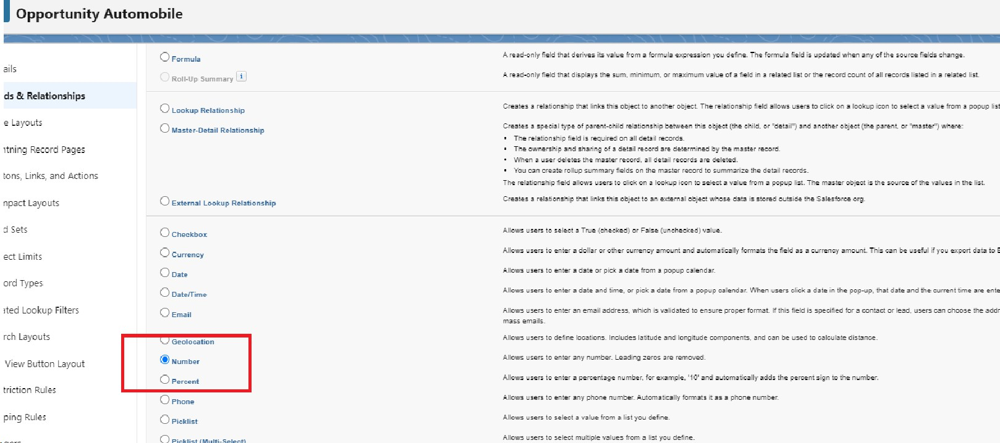 Opportunity Automobile
ails
ds & Relationships
e Layouts
htning Record Pages
tons, Links, and Actions
mpact Layouts
d Sets
ect Limits
ord Types
ated Lookup Filters
rch Layouts
View Button Layout
triction Rules
ping Rules
Formula
A read-only field that derives its value from a formula expression you define. The formula field is updated when any of the source fields change.
Roll-Up Summary i
A read-only field that displays the sum, minimum, or maximum value of a field in a related list or the record count of all records listed in a related list.
Lookup Relationship
Creates a relationship that links this object to another object. The relationship field allows users to click on a lookup icon to select a value from a popup list
Master-Detail Relationship
Creates a special type of parent-child relationship between this object (the child, or "detail") and another object (the parent, or "master") where:
• The relationship field is required on all detail records.
• The ownership and sharing of a detail record are determined by the master record.
• When a user deletes the master record, all detail records are deleted.
• You can create rollup summary fields on the master record to summarize the detail records.
The relationship field allows users to click on a lookup icon to select a value from a popup list. The master object is the source of the values in the list.
External Lookup Relationship
Creates a relationship that links this object to an external object whose data is stored outside the Salesforce org.
Checkbox
Allows users to select a True (checked) or False (unchecked) value.
Currency
Allows users to enter a dollar or other currency amount and automatically formats the field as a currency amount. This can be useful if you export data to E
Date
Allows users to enter a date or pick a date from a popup calendar.
Date/Time
Allows users to enter a date and time, or pick a date from a popup calendar. When users click a date in the pop-up, that date and the current time are ente
Email
Allows users to enter an email address, which is validated to ensure proper format. If this field is specified for a contact or lead, users can choose the addr
mass emails.
Geolocation
Allows users to define locations. Includes latitude and longitude components, and can be used to calculate distance.
Number
Allows users to enter any number. Leading zeros are removed.
Percent
Allows users to enter a percentage number, for example, '10' and automatically adds the percent sign to the number.
Phone
Allows users to enter any phone number. Automatically formats it as a phone number.
Picklist
Allows users to select a value from a list you define.
Picklist (Multi-Select)
Allows users to select multiple values from a list you define.